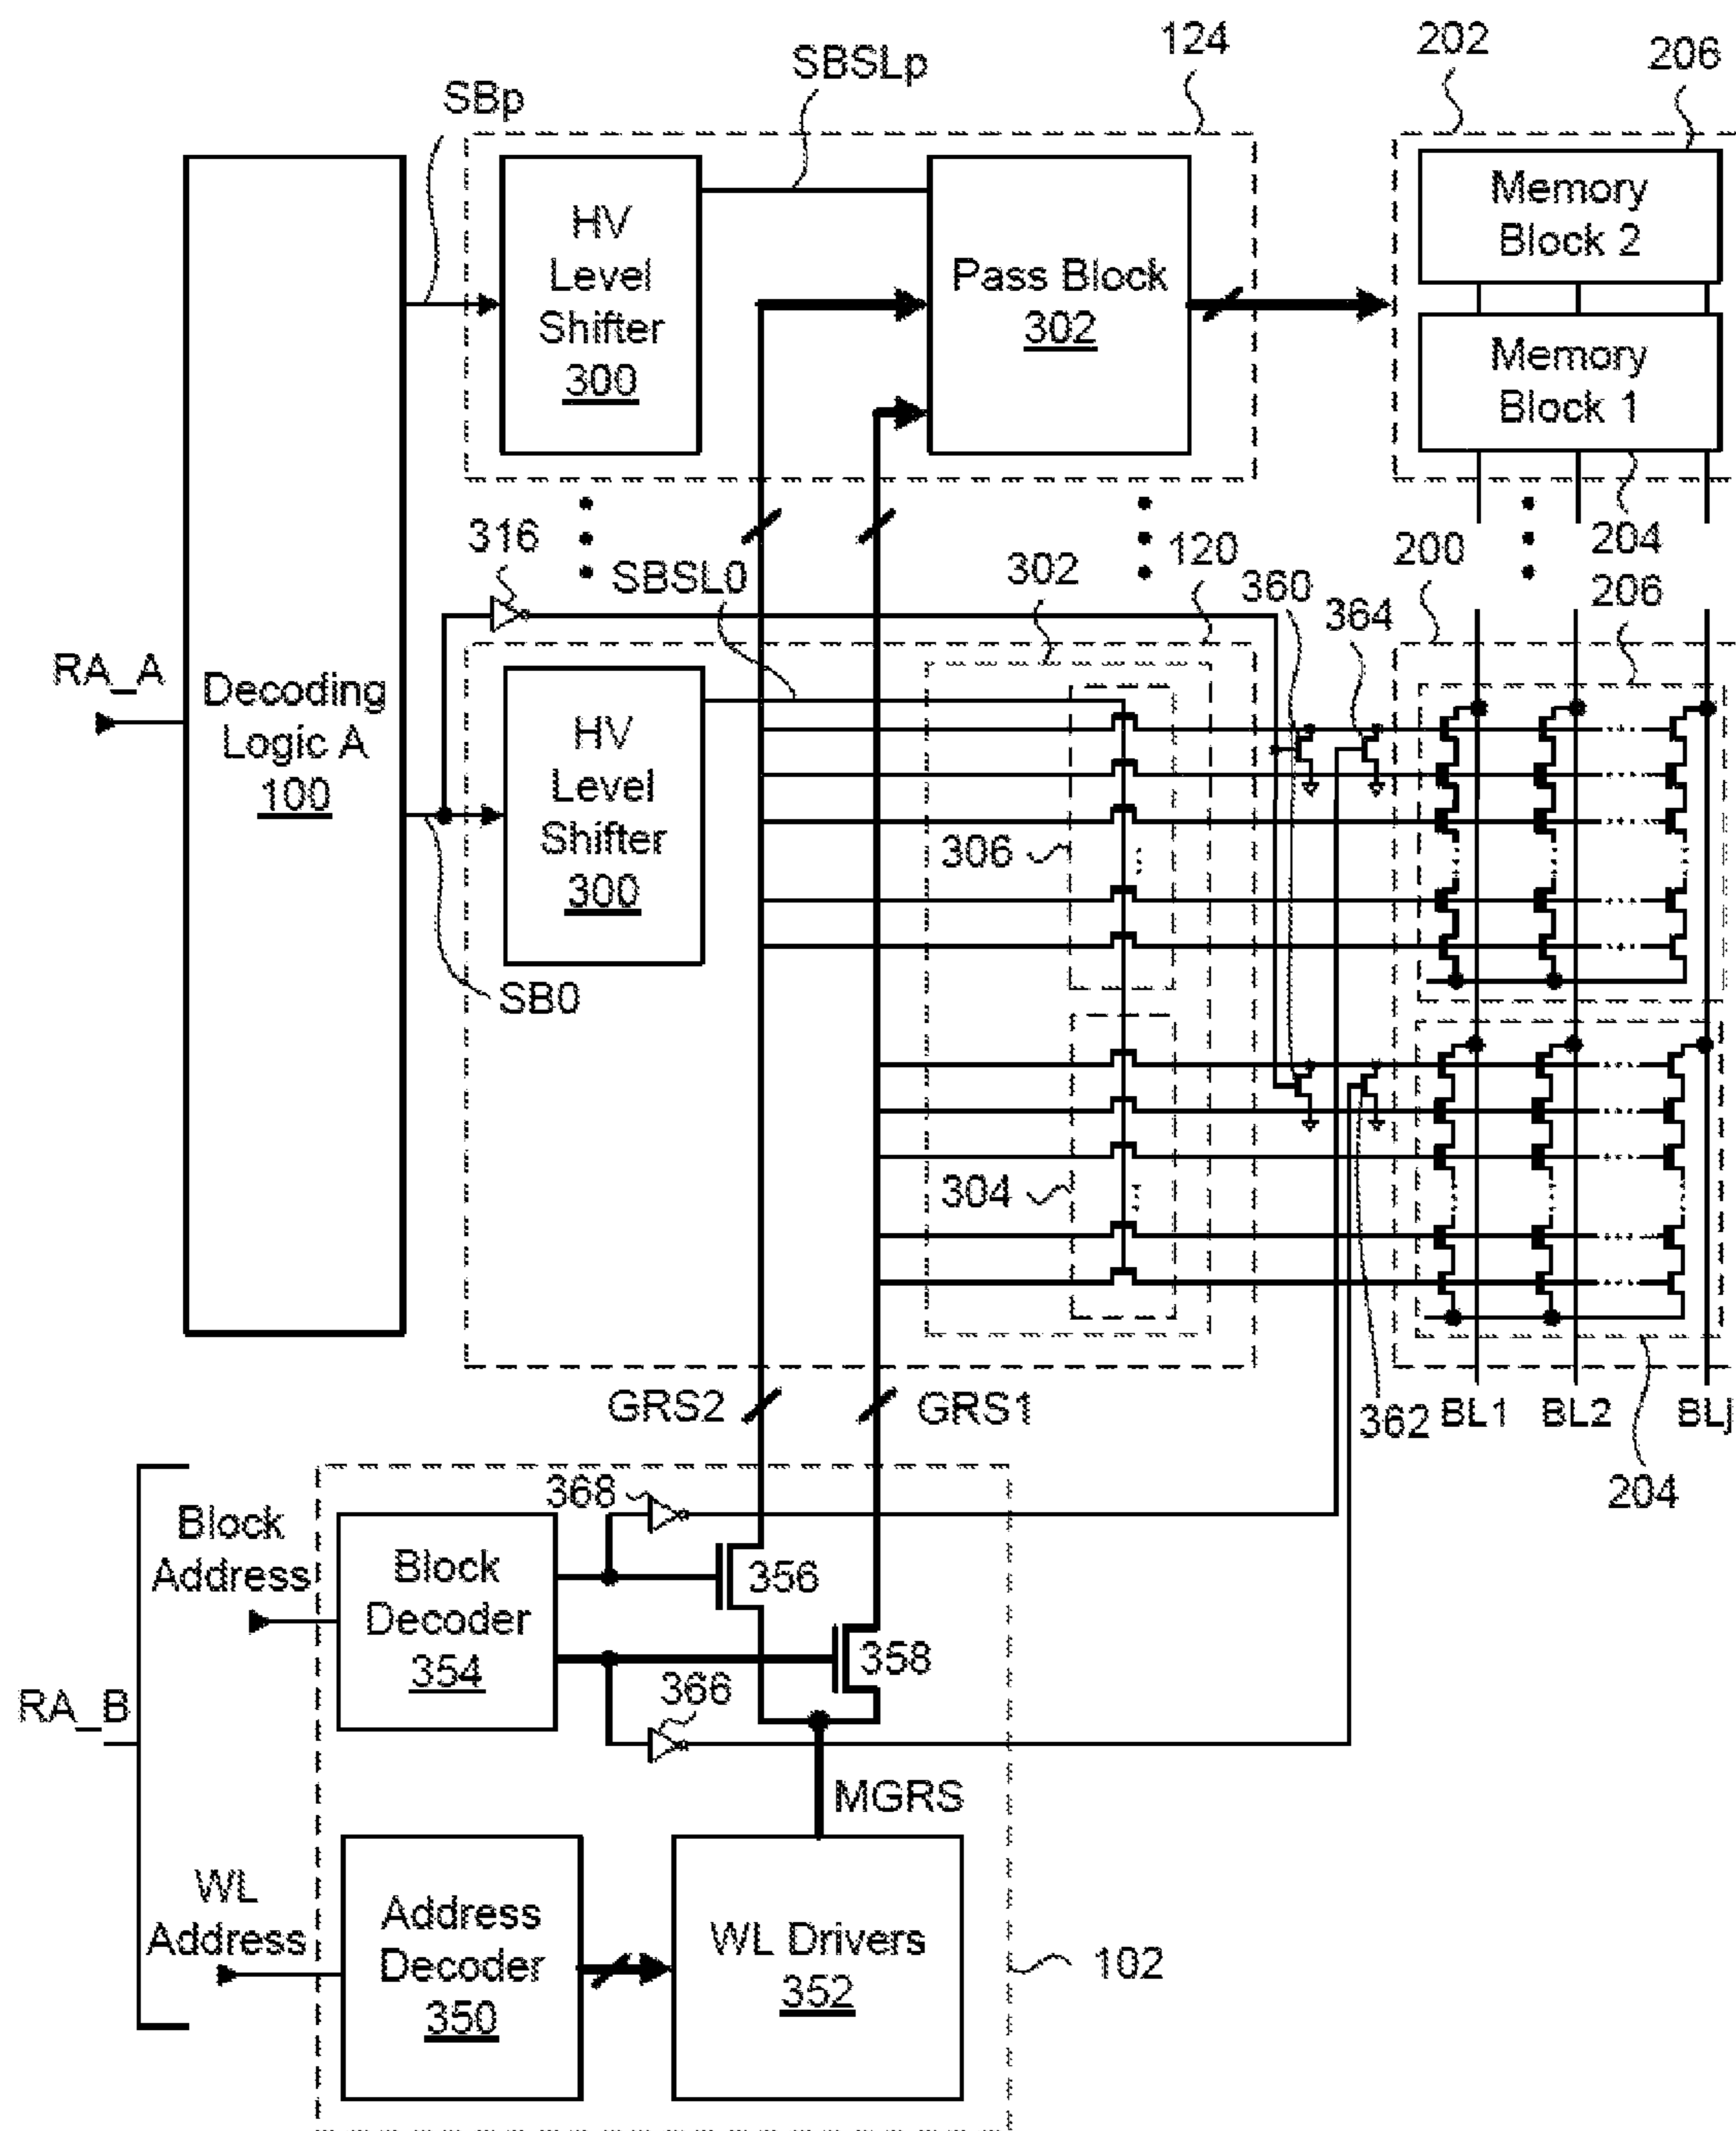 124
202
206
SBSLp
SBp
HV
Level
Shifter
300
Pass Block
302
Memory
Block 2
Memory
Block 1
316
SBSL0
302
120
360
364
200
204
206
RA_A
Decoding
Logic A
100
HV
Level
Shifter
300
306
SB0
304
GRS2
GRS1
362
BL1
BL2
BLj
204
Block
Address
368
Block
Decoder
354
356
358
366
RA_B
MGRS
WL
Address
Address
Decoder
350
WL Drivers
352
102